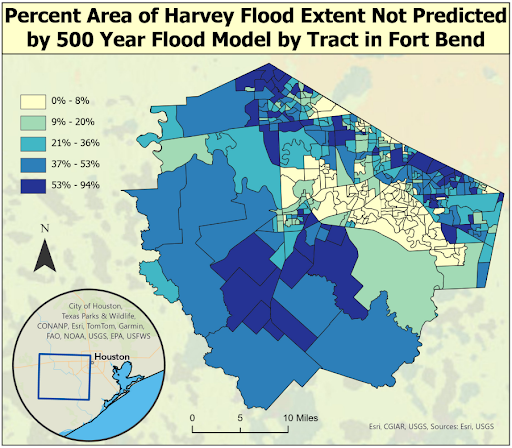 Percent Area of Harvey Flood Extent Not Predicted
by 500 Year Flood Model by Tract in Fort Bend
0% - 8%
9% - 20%
21% - 36%
37% - 53%
53% - 94%
N
City of Houston,
Texas Parks & Wildlife,
CONANP, Esri, TomTom, Garmin,
FAO, NOAA, USGS, EPA, USFWS
Houston
0 5 10 Miles
Esri, CGIAR, USGS, Sources: Esri, USGS